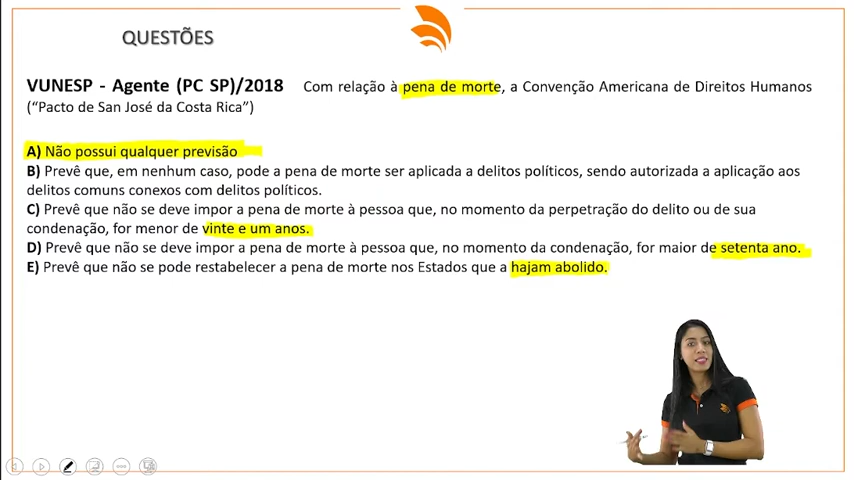 QUESTÕES
VUNESP - Agente (PC SP)/2018 Com relação à pena de morte, a Convenção Americana de Direitos Humanos
(“Pacto de San José da Costa Rica”)
A) Não possui qualquer previsão
B) Prevê que, em nenhum caso, pode a pena de morte ser aplicada a delitos políticos, sendo autorizada a aplicação aos
delitos comuns conexos com delitos políticos.
C) Prevê que não se deve impor a pena de morte à pessoa que, no momento da perpetração do delito ou de sua
condenação, for menor de vinte e um anos.
D) Prevê que não se deve impor a pena de morte à pessoa que, no momento da condenação, for maior de setenta ano.
E) Prevê que não se pode restabelecer a pena de morte nos Estados que a hajam abolido.